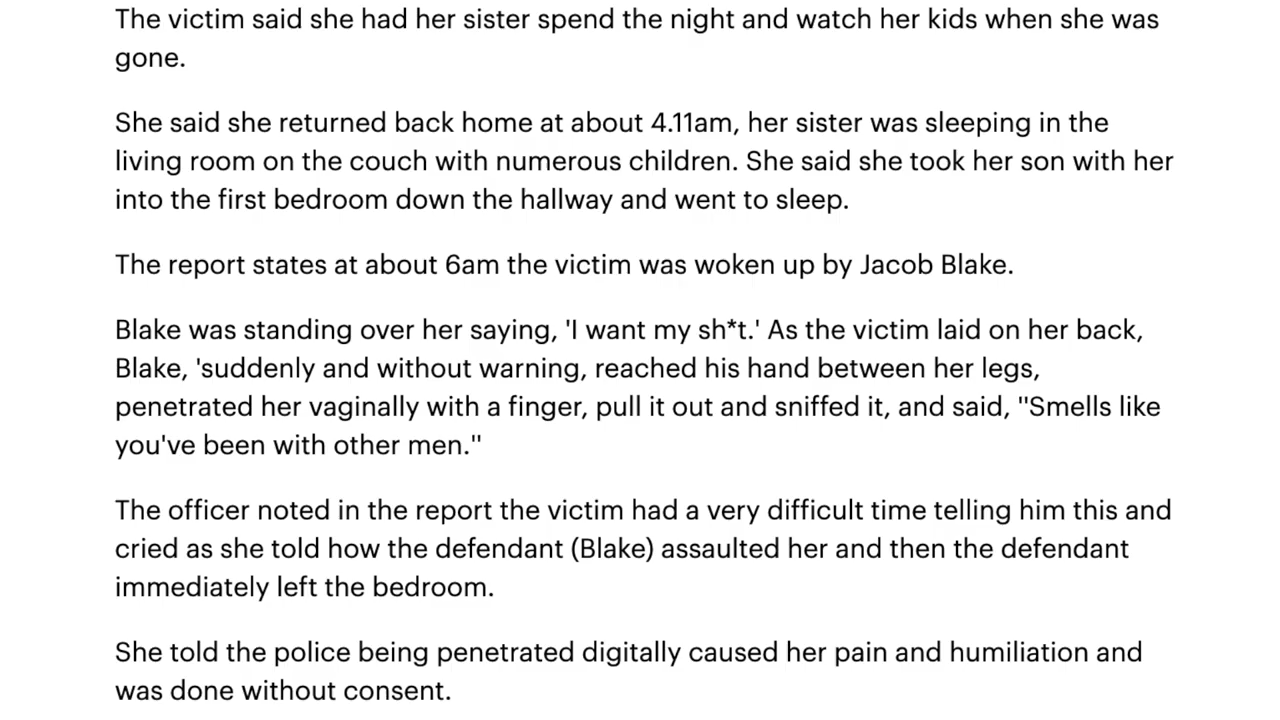 The victim said she had her sister spend the night and watch her kids when she was
gone.
She said she returned back home at about 4.11am, her sister was sleeping in the
living room on the couch with numerous children. She said she took her son with her
into the first bedroom down the hallway and went to sleep.
The report states at about 6am the victim was woken up by Jacob Blake.
Blake was standing over her saying, 'I want my sh*t.' As the victim laid on her back,
Blake, 'suddenly and without warning, reached his hand between her legs,
penetrated her vaginally with a finger, pull it out and sniffed it, and said, "Smells like
you've been with other men."
The officer noted in the report the victim had a very difficult time telling him this and
cried as she told how the defendant (Blake) assaulted her and then the defendant
immediately left the bedroom.
She told the police being penetrated digitally caused her pain and humiliation and
was done without consent.